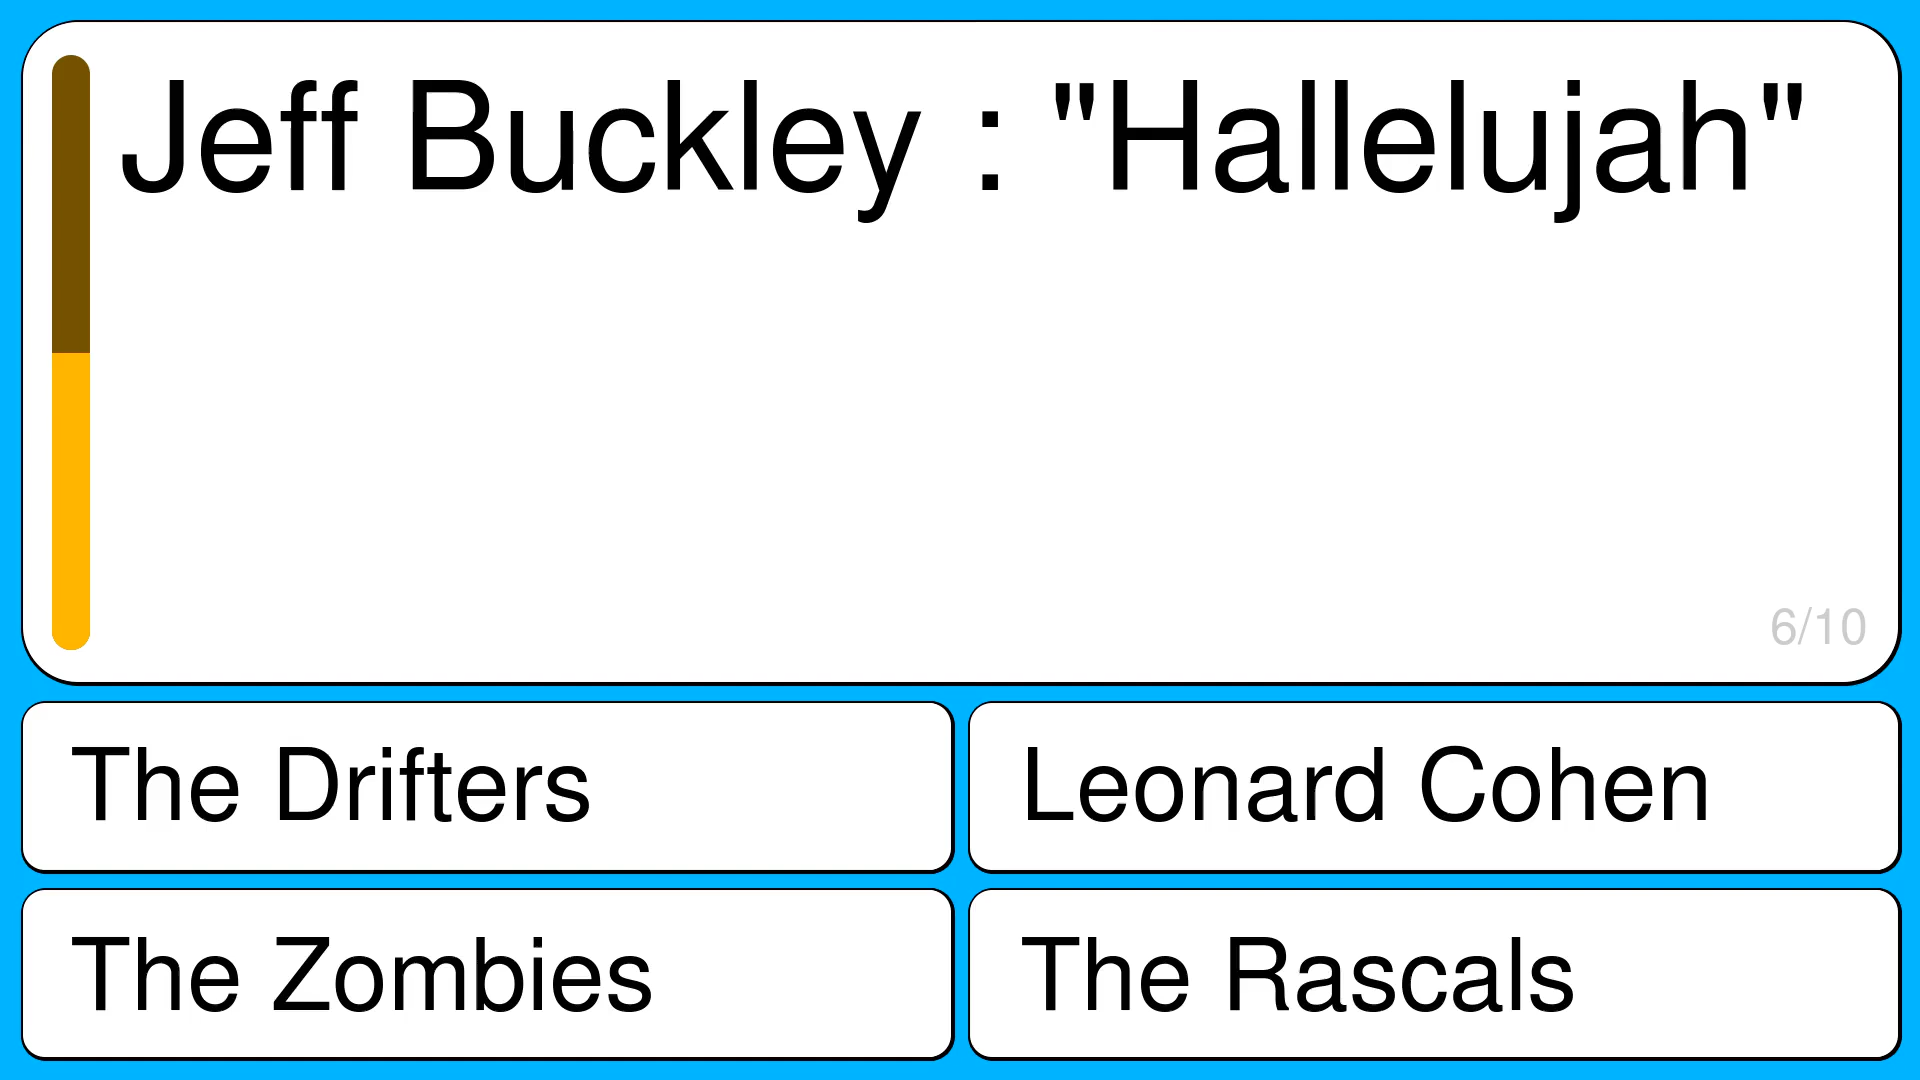 Jeff Buckley : "Hallelujah"
6/10
The Drifters
Leonard Cohen
The Zombies
The Rascals